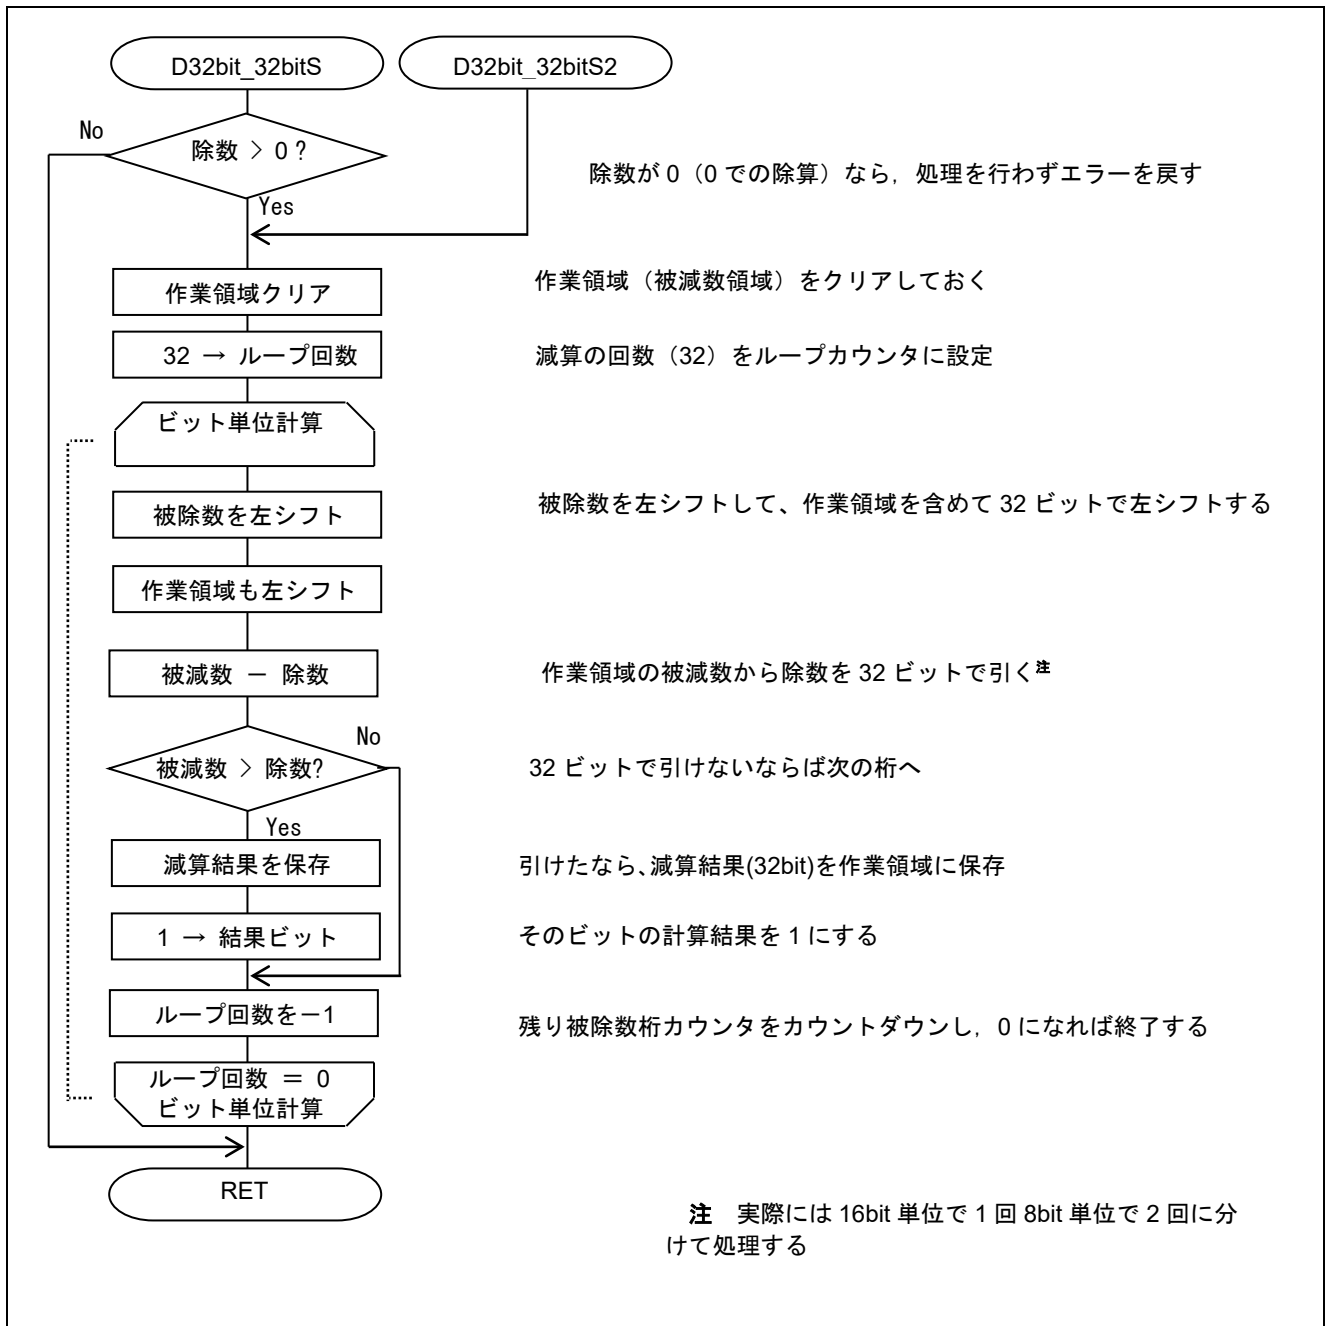 D32bit_32bitS
D32bit_32bitS2
No
除数 > 0?
除数が 0(0 での除算)なら,処理を行わずエラーを戻す
Yes
作業領域クリア
作業領域(被減数領域)をクリアしておく
32 → ループ回数
減算の回数(32)をループカウンタに設定
ビット単位計算
被除数を左シフト
被除数を左シフトして、作業領域を含めて 32 ビットで左シフトする
作業領域も左シフト
被減数 − 除数
作業領域の被減数から除数を 32 ビットで引く注
No
被減数 > 除数?
32 ビットで引けないならば次の桁へ
Yes
減算結果を保存
引けたなら、減算結果(32bit)を作業領域に保存
1 → 結果ビット
そのビットの計算結果を 1 にする
ループ回数を−1
残り被除数桁カウンタをカウントダウンし,0 になれば終了する
ループ回数 = 0
ビット単位計算
RET
注 実際には 16bit 単位で 1 回 8bit 単位で 2 回に分
けて処理する